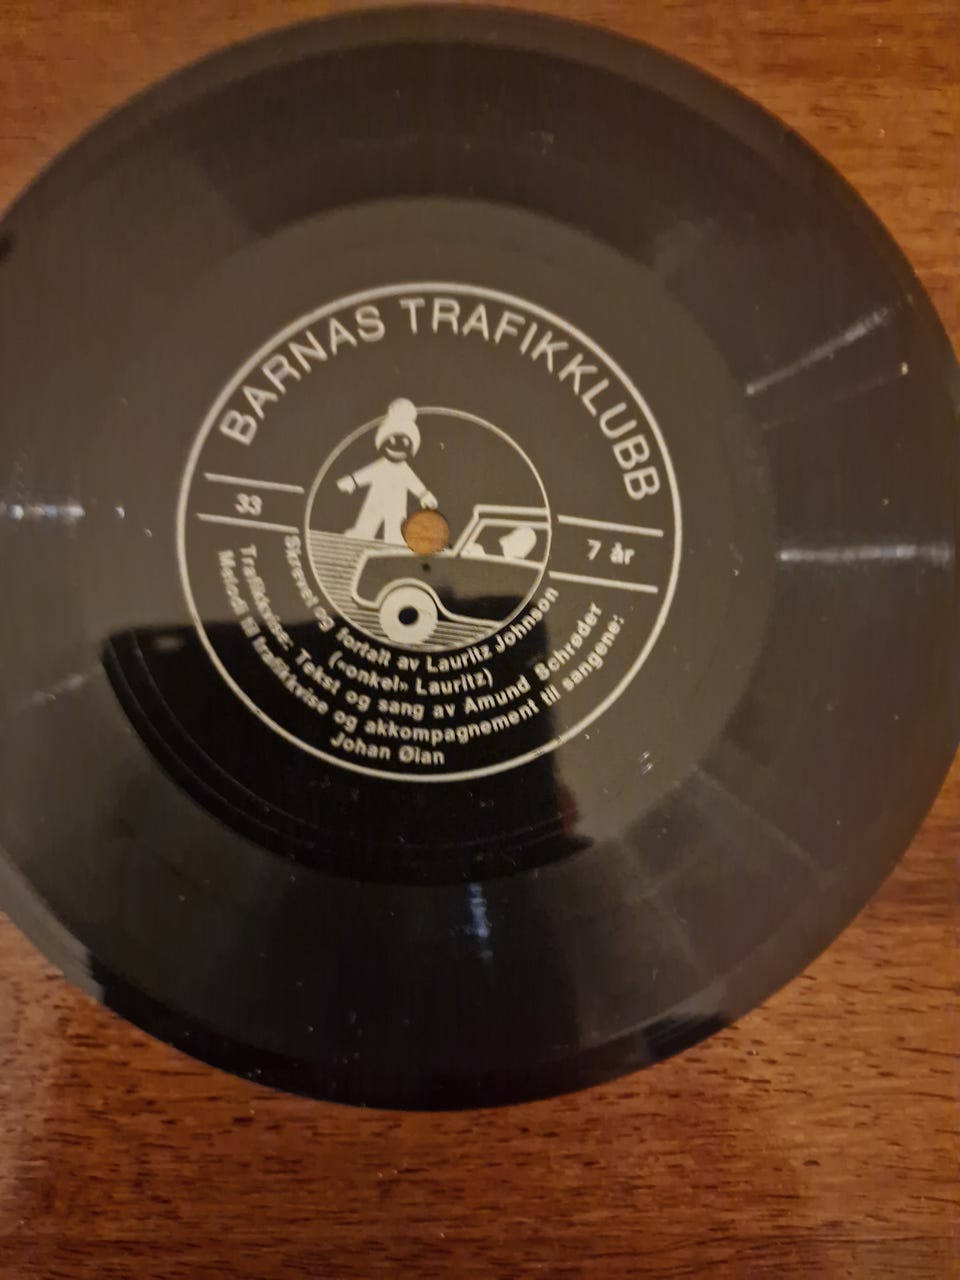 BARNAS TRAFIKKLUBB
33
7 år
Skrevet og fortalt av Lauritz Johnson
(«onkel» Lauritz)
Trafikkvise: Tekst og sang av Amund Schrøder
Melodi til trafikkvise og akkompagnement til sangene:
Johan Øian